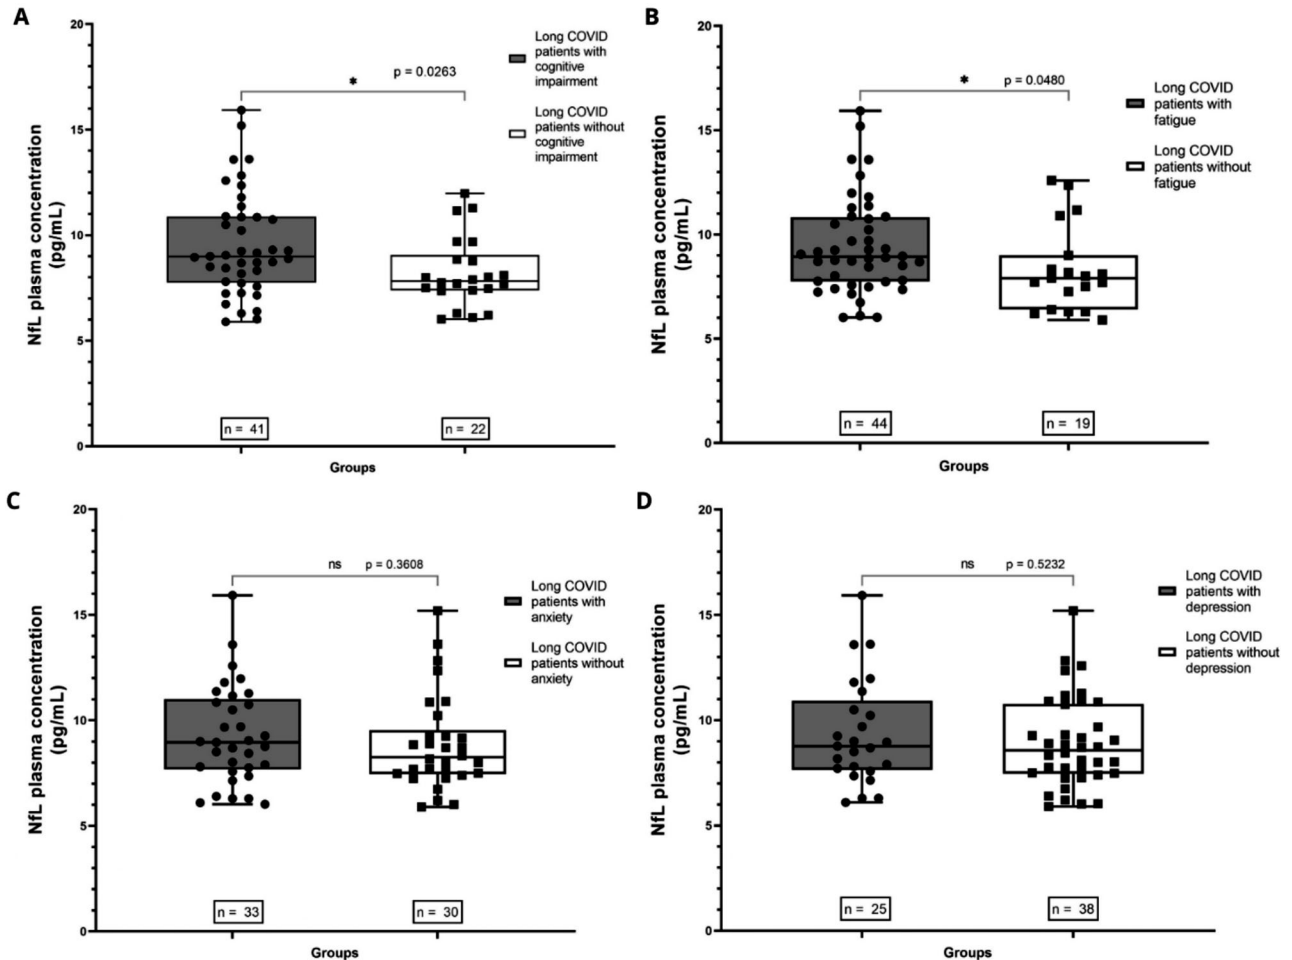 A
20
15
10
5
0
NfL plasma concentration
(pg/mL)
* p = 0.0263
Long COVID
patients with
cognitive
impairment
Long COVID
patients without
cognitive
impairment
n = 41
n = 22
Groups
B
20
15
10
5
0
NfL plasma concentration
(pg/mL)
* p = 0.0480
Long COVID
patients with
fatigue
Long COVID
patients without
fatigue
n = 44
n = 19
Groups
C
20
15
10
5
0
NfL plasma concentration
(pg/mL)
ns p = 0.3608
Long COVID
patients with
anxiety
Long COVID
patients without
anxiety
n = 33
n = 30
Groups
D
20
15
10
5
0
NfL plasma concentration
(pg/mL)
ns p = 0.5232
Long COVID
patients with
depression
Long COVID
patients without
depression
n = 25
n = 38
Groups